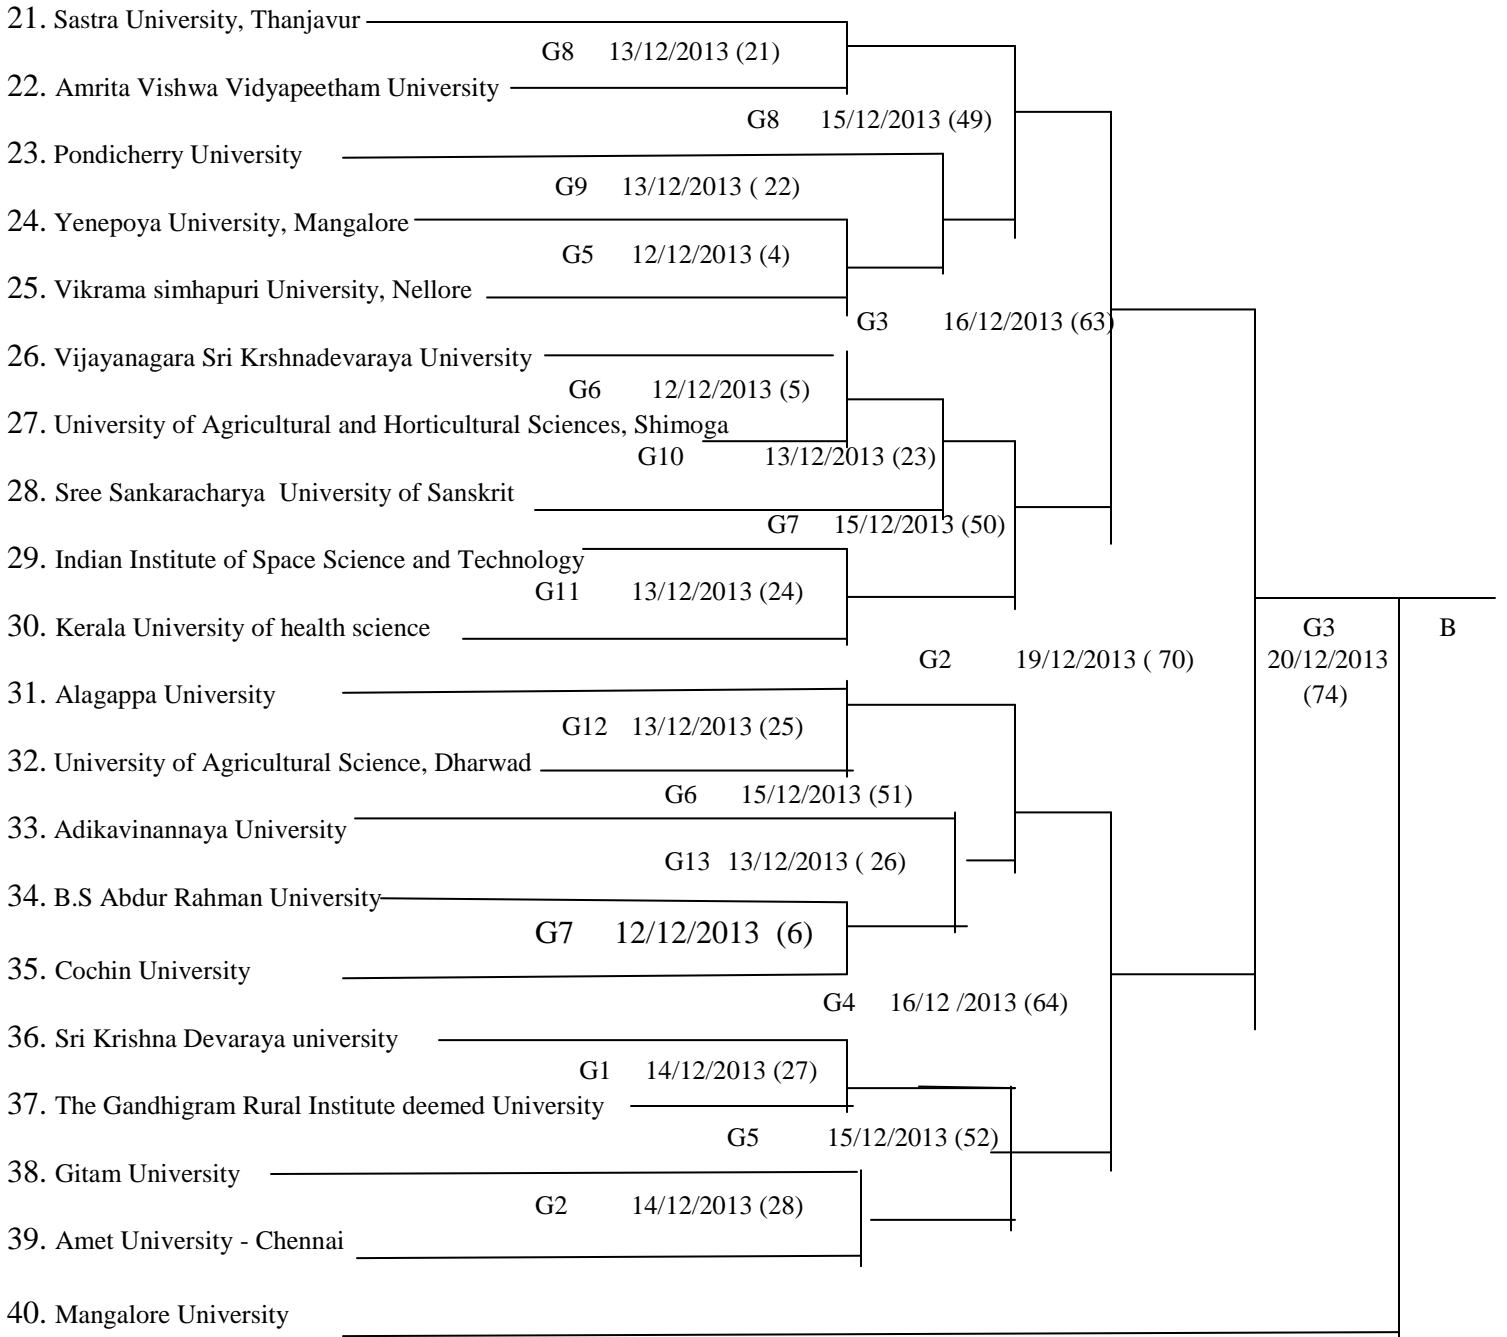 21. Sastra University, Thanjavur
G8 13/12/2013 (21)
22. Amrita Vishwa Vidyapeetham University
G8 15/12/2013 (49)
23. Pondicherry University
G9 13/12/2013 ( 22)
24. Yenepoya University, Mangalore
G5 12/12/2013 (4)
25. Vikrama simhapuri University, Nellore
G3 16/12/2013 (63)
26. Vijayanagara Sri Krshnadevaraya University
G6 12/12/2013 (5)
27. University of Agricultural and Horticultural Sciences, Shimoga
G10 13/12/2013 (23)
28. Sree Sankaracharya University of Sanskrit
G7 15/12/2013 (50)
29. Indian Institute of Space Science and Technology
G11 13/12/2013 (24)
30. Kerala University of health science
G3 B
G2 19/12/2013 ( 70) 20/12/2013
31. Alagappa University
(74)
G12 13/12/2013 (25)
32. University of Agricultural Science, Dharwad
G6 15/12/2013 (51)
33. Adikavinannaya University
G13 13/12/2013 ( 26)
34. B.S Abdur Rahman University
G7 12/12/2013 (6)
35. Cochin University
G4 16/12 /2013 (64)
36. Sri Krishna Devaraya university
G1 14/12/2013 (27)
37. The Gandhigram Rural Institute deemed University
G5 15/12/2013 (52)
38. Gitam University
G2 14/12/2013 (28)
39. Amet University - Chennai
40. Mangalore University